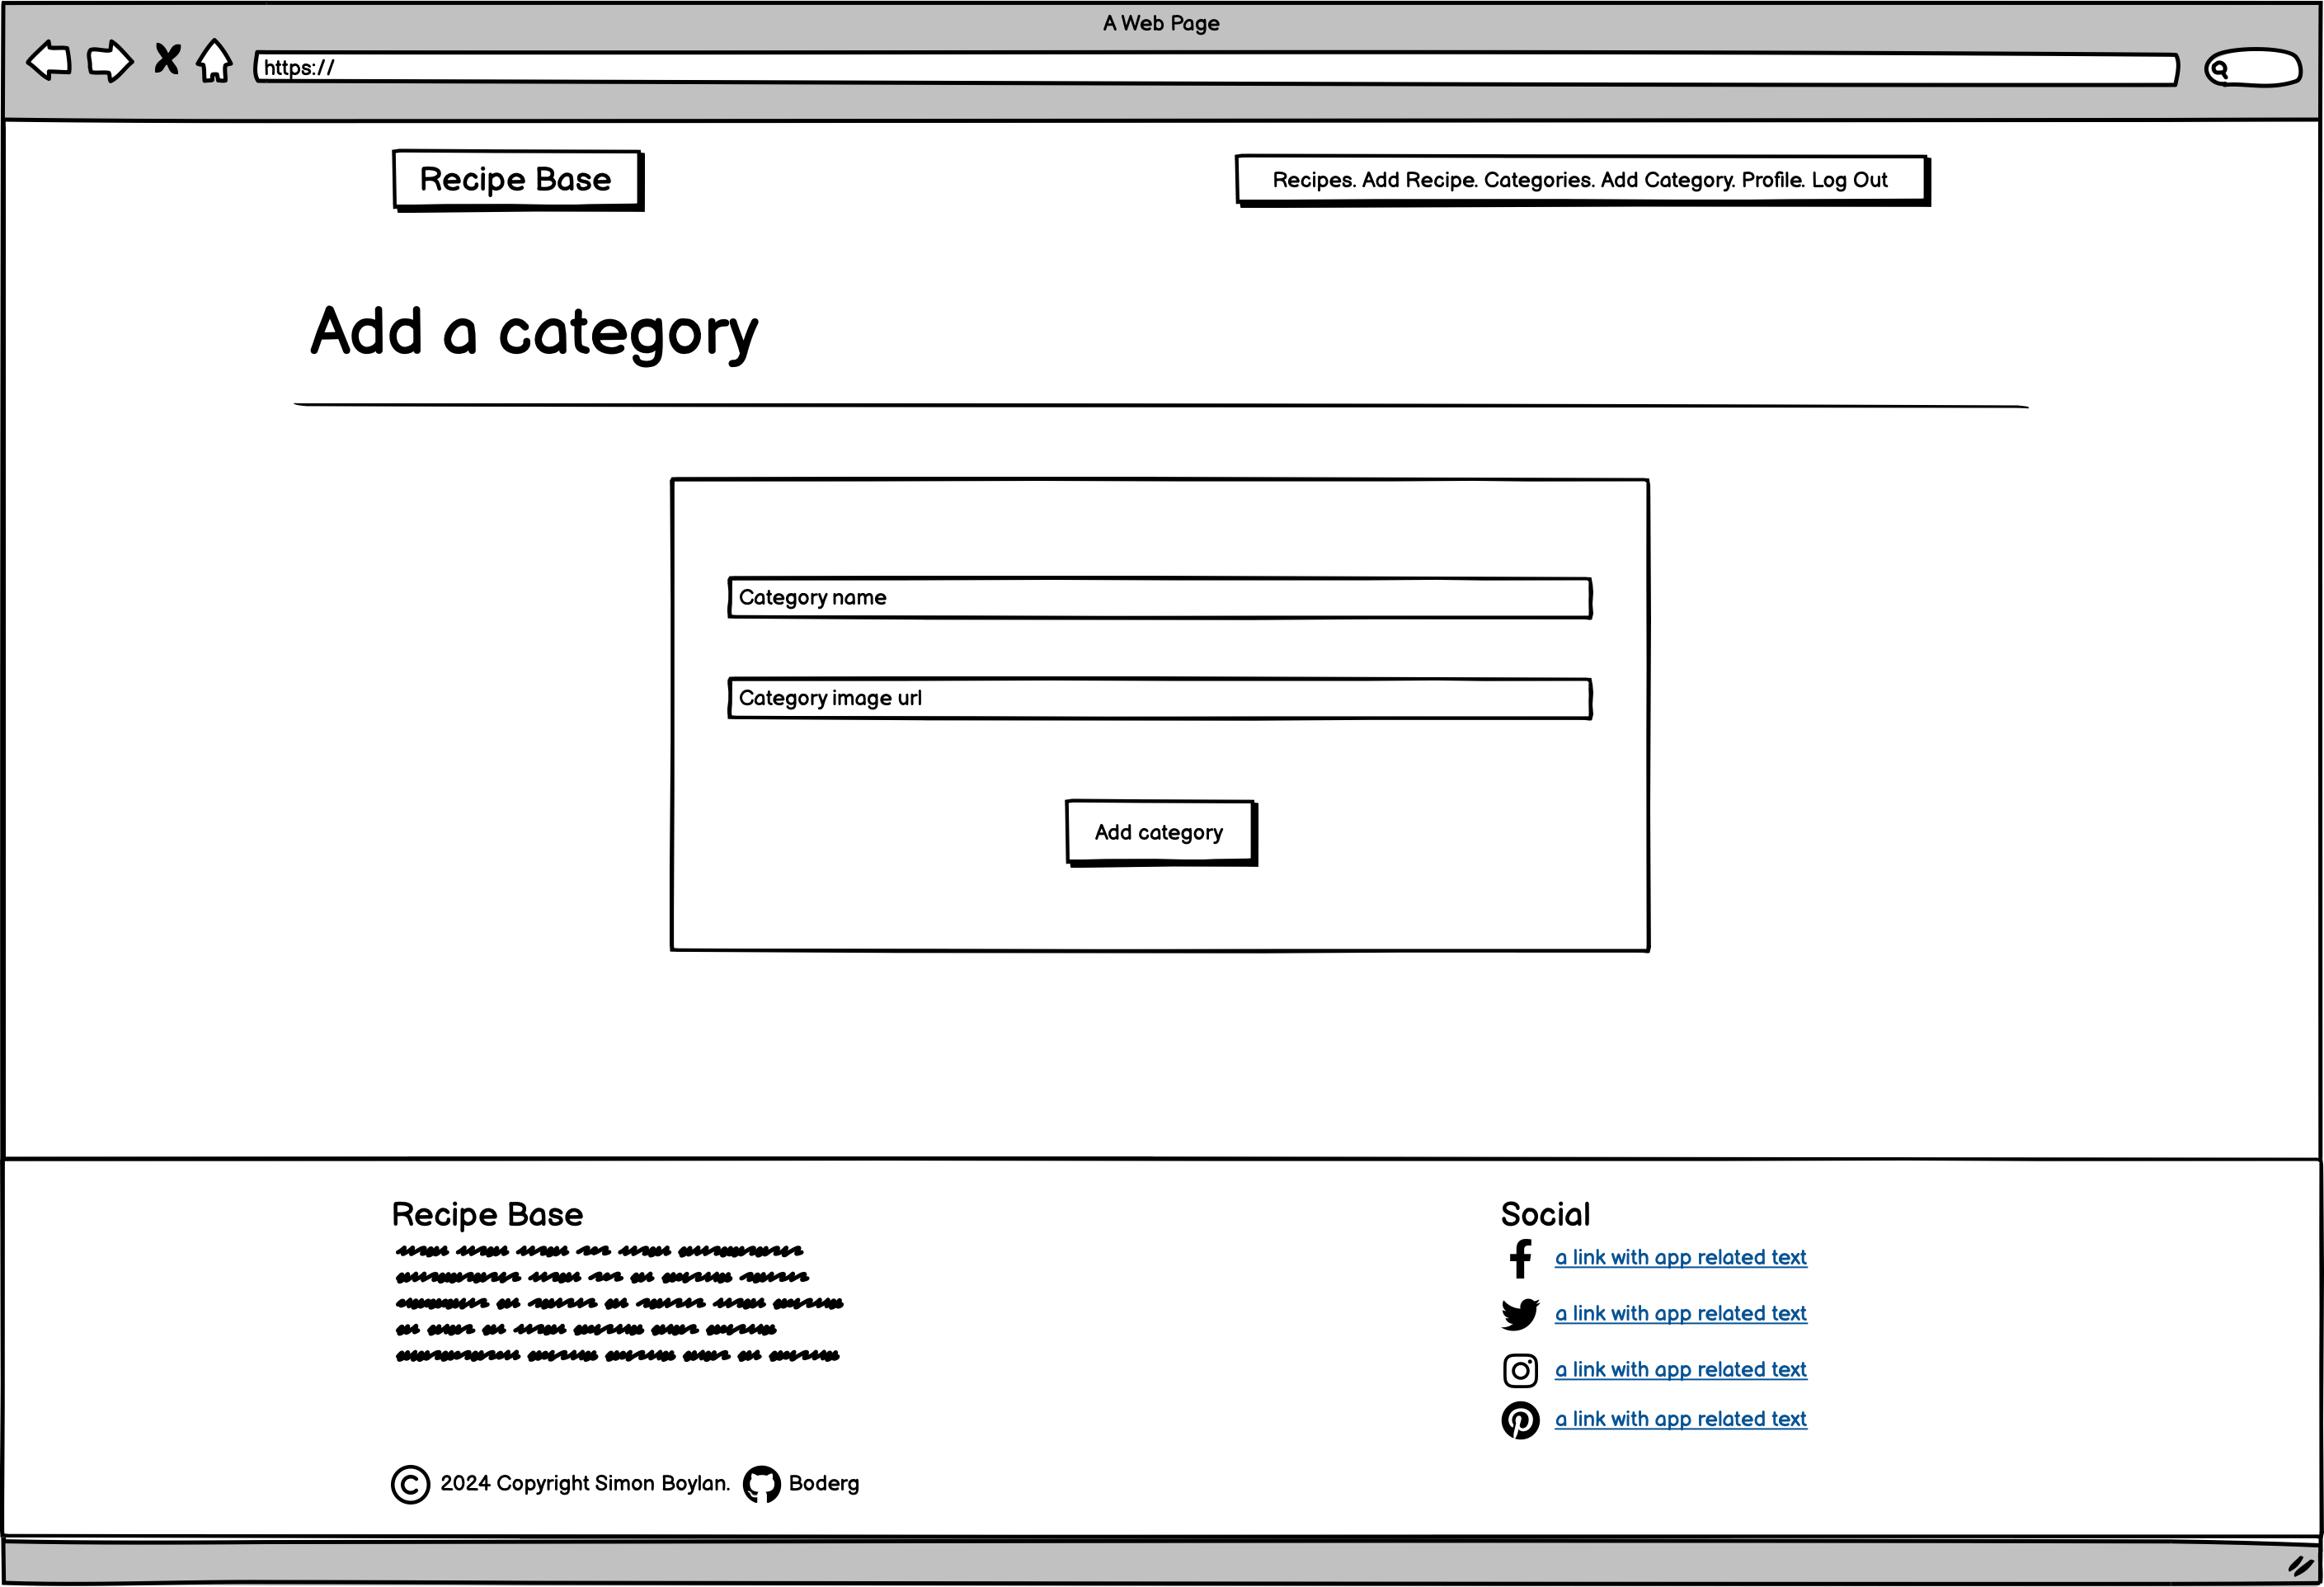 A Web Page
https://
Recipe Base
Recipes. Add Recipe. Categories. Add Category. Profile. Log Out
Add a category
Category name
Category image url
Add category
Recipe Base
Social
a link with app related text
a link with app related text
a link with app related text
a link with app related text
© 2024 Copyright Simon Boylan. Boderg